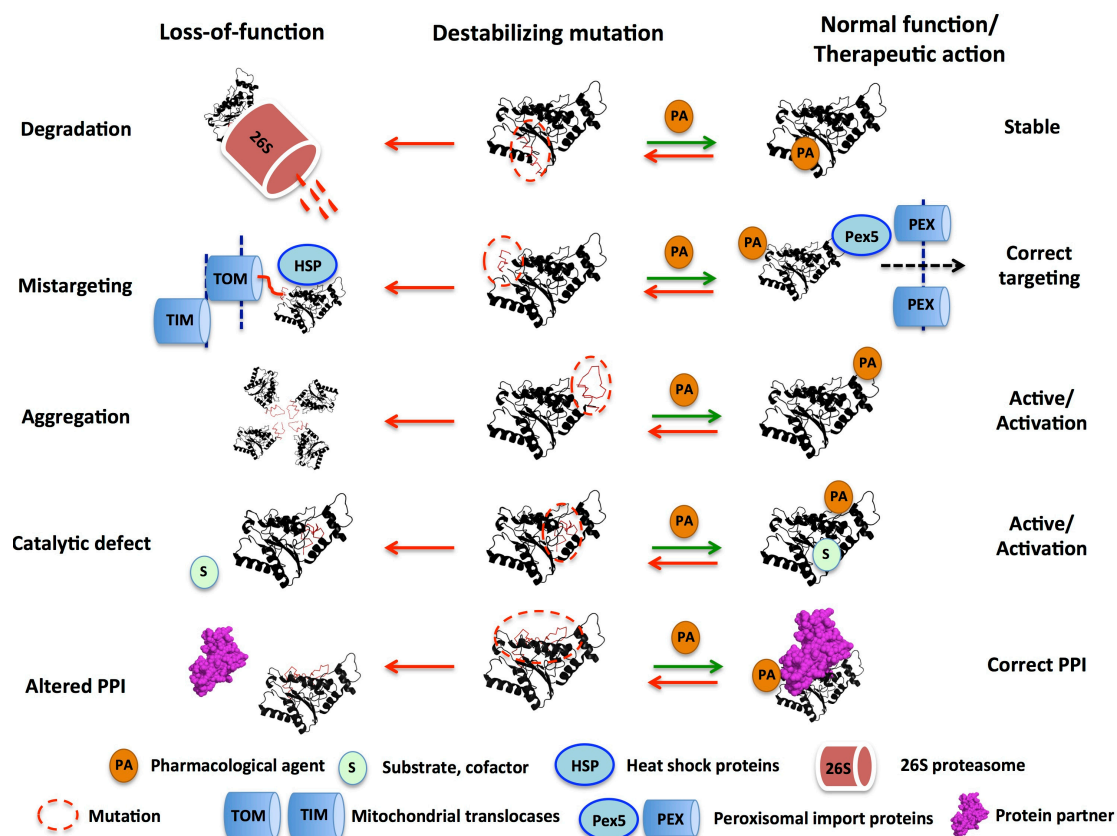 Loss-of-function
Destabilizing mutation
Normal function/
Therapeutic action
Degradation
26S
PA
PA
Stable
Mistargeting
TIM
TOM
HSP
PA
PA
Pex5
PEX
PEX
Correct
targeting
Aggregation
PA
PA
Active/
Activation
Catalytic defect
S
PA
PA
S
Active/
Activation
Altered PPI
PA
PA
Correct PPI
PA Pharmacological agent
S Substrate, cofactor
HSP Heat shock proteins
26S 26S proteasome
Mutation
TOM TIM Mitochondrial translocases
Pex5 PEX Peroxisomal import proteins
Protein partner